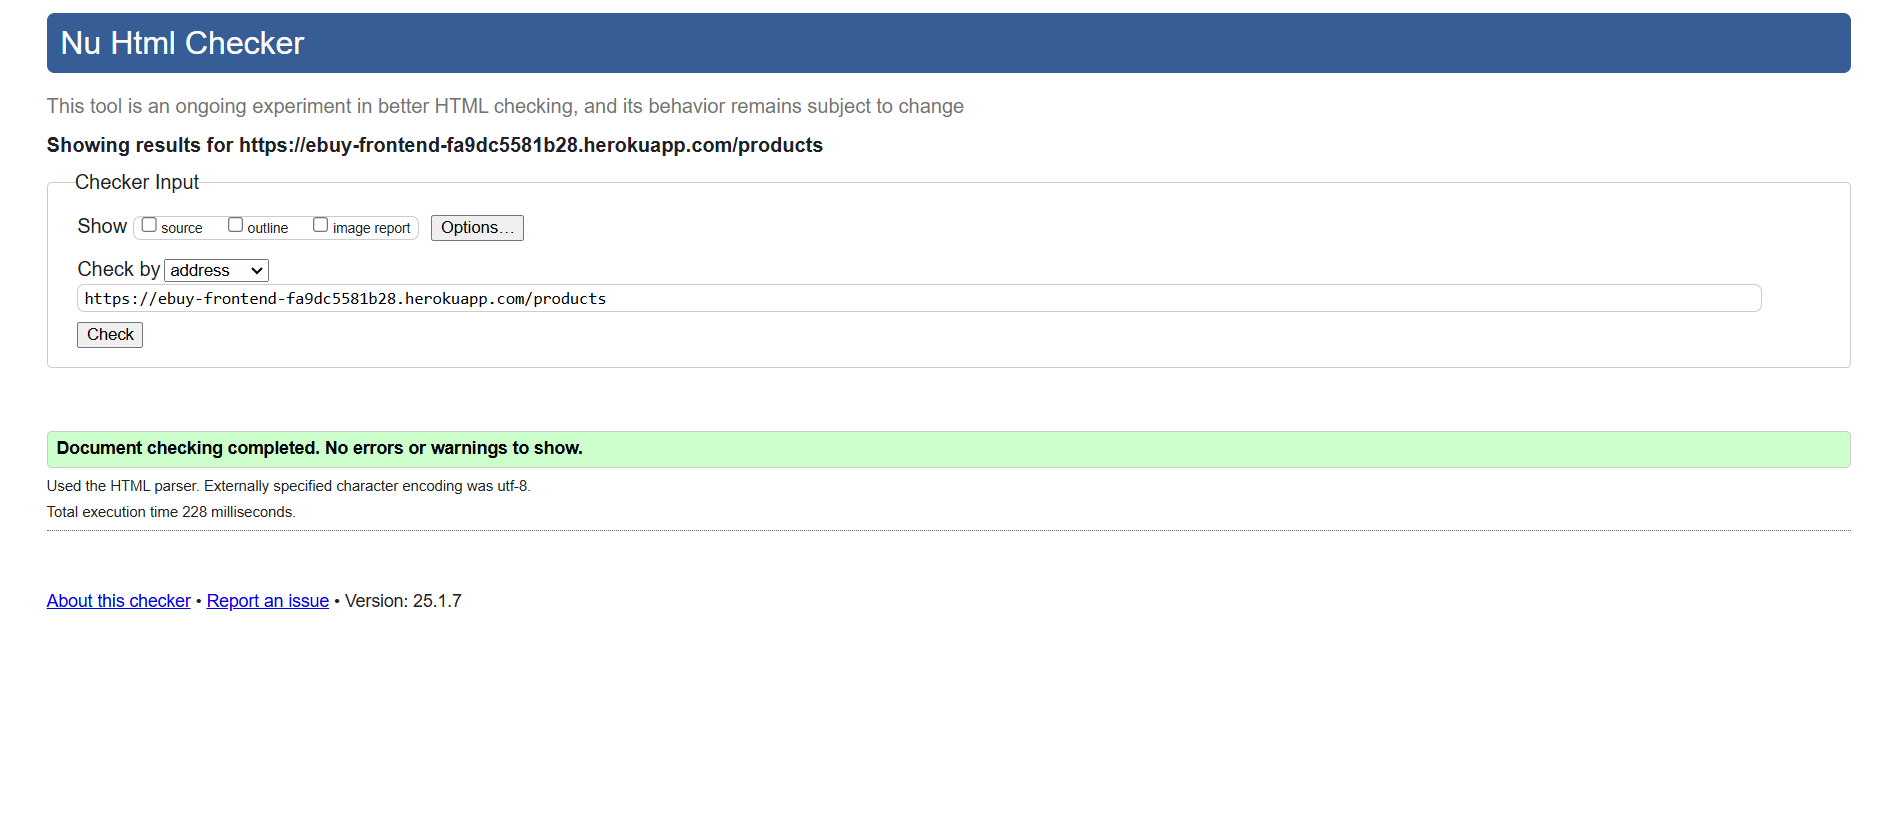 Nu Html Checker
This tool is an ongoing experiment in better HTML checking, and its behavior remains subject to change
Showing results for https://ebuy-frontend-fa9dc5581b28.herokuapp.com/products
Checker Input
Show source outline image report Options…
Check by address
https://ebuy-frontend-fa9dc5581b28.herokuapp.com/products
Check
Document checking completed. No errors or warnings to show.
Used the HTML parser. Externally specified character encoding was utf-8.
Total execution time 228 milliseconds.
About this checker • Report an issue • Version: 25.1.7